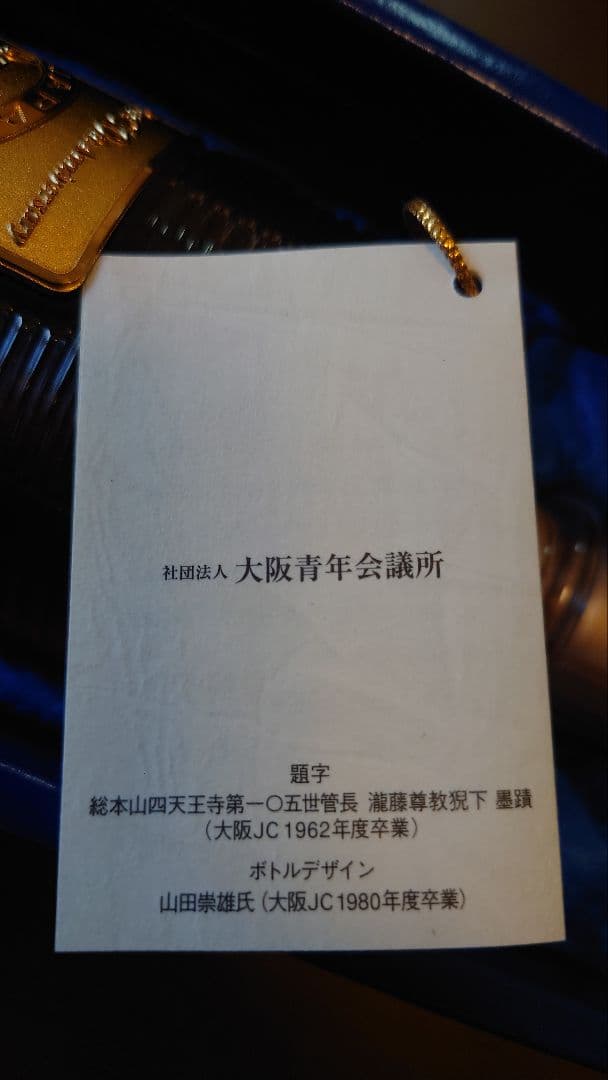 Anniversary
社団法人 大阪青年会議所
題字
総本山四天王寺第一〇五世管長 瀧藤尊教猊下 墨蹟
(大阪JC1962年度卒業)
ボトルデザイン
山田崇雄氏(大阪JC1980年度卒業)